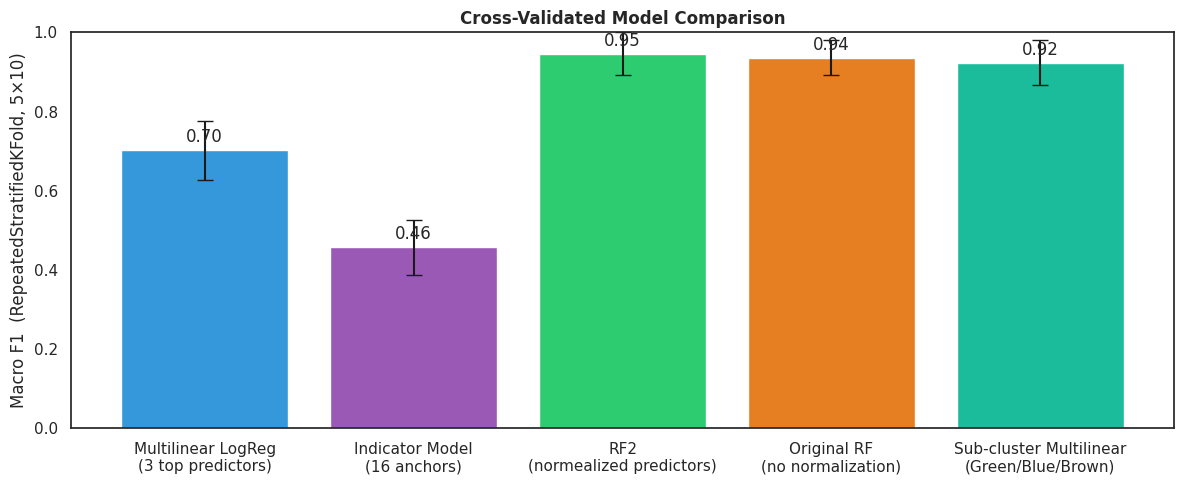 Cross-Validated Model Comparison
Macro F1  (RepeatedStratifiedKFold, 5×10)
1.0
0.8
0.6
0.4
0.2
0.0
0.70
0.46
0.95
0.94
0.92
Multilinear LogReg
(3 top predictors)
Indicator Model
(16 anchors)
RF2
(normealized predictors)
Original RF
(no normalization)
Sub-cluster Multilinear
(Green/Blue/Brown)